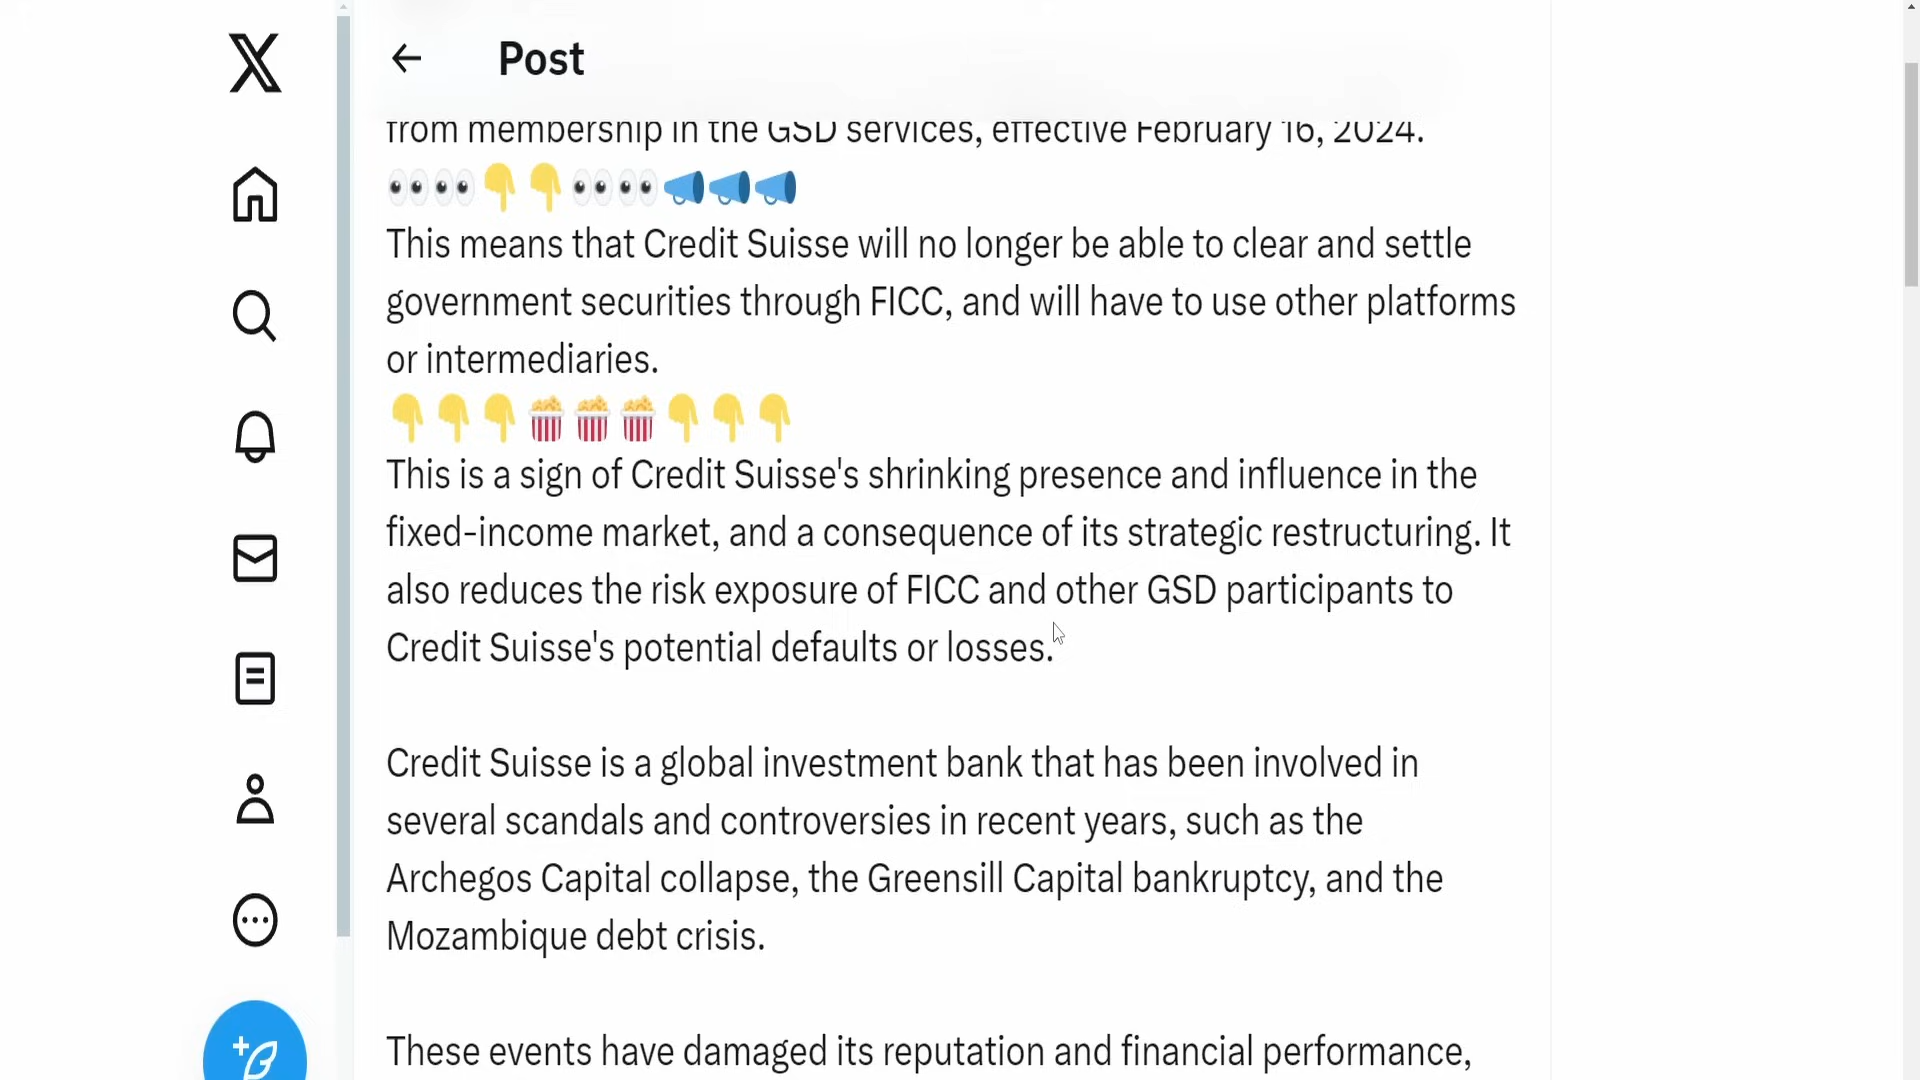 Post
from membership in the GSD services, effective February 16, 2024.
👀👀👇👇👀👀📣📣📣
This means that Credit Suisse will no longer be able to clear and settle
government securities through FICC, and will have to use other platforms
or intermediaries.
👇👇👇🍿🍿🍿👇👇👇
This is a sign of Credit Suisse's shrinking presence and influence in the
fixed-income market, and a consequence of its strategic restructuring. It
also reduces the risk exposure of FICC and other GSD participants to
Credit Suisse's potential defaults or losses.
Credit Suisse is a global investment bank that has been involved in
several scandals and controversies in recent years, such as the
Archegos Capital collapse, the Greensill Capital bankruptcy, and the
Mozambique debt crisis.
These events have damaged its reputation and financial performance,